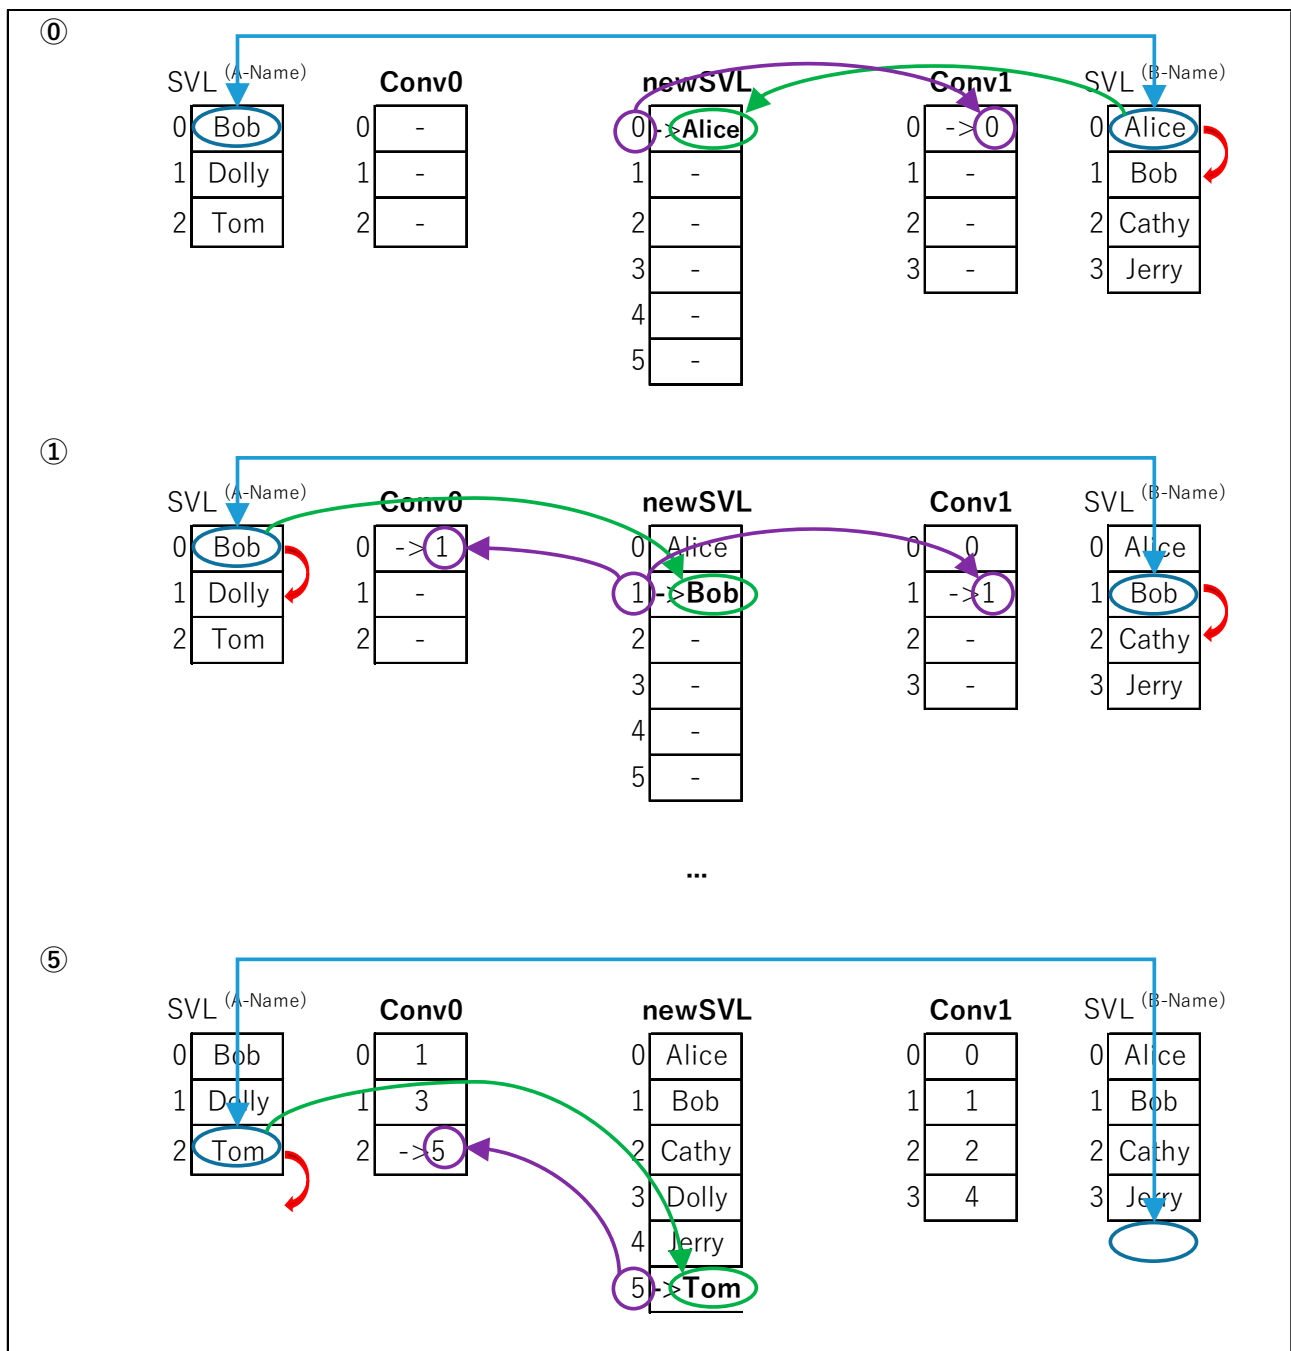 ⓪
SVL (A-Name) Conv0 newSVL Conv1 SVL (B-Name)
0 Bob 0 - 0 ->Alice 0 ->0 0 Alice
1 Dolly 1 - 1 - 1 - 1 Bob
2 Tom 2 - 2 - 2 - 2 Cathy
3 - 3 - 3 Jerry
4 -
5 -
①
SVL (A-Name) Conv0 newSVL Conv1 SVL (B-Name)
0 Bob 0 ->1 0 Alice 0 0 0 Alice
1 Dolly 1 - 1 ->Bob 1 ->1 1 Bob
2 Tom 2 - 2 - 2 - 2 Cathy
3 - 3 - 3 Jerry
4 -
5 -
...
⑤
SVL (A-Name) Conv0 newSVL Conv1 SVL (B-Name)
0 Bob 0 1 0 Alice 0 0 0 Alice
1 Dolly 1 3 1 Bob 1 1 1 Bob
2 Tom 2 ->5 2 Cathy 2 2 2 Cathy
3 Dolly 3 4 3 Jerry
4 Jerry
5 ->Tom